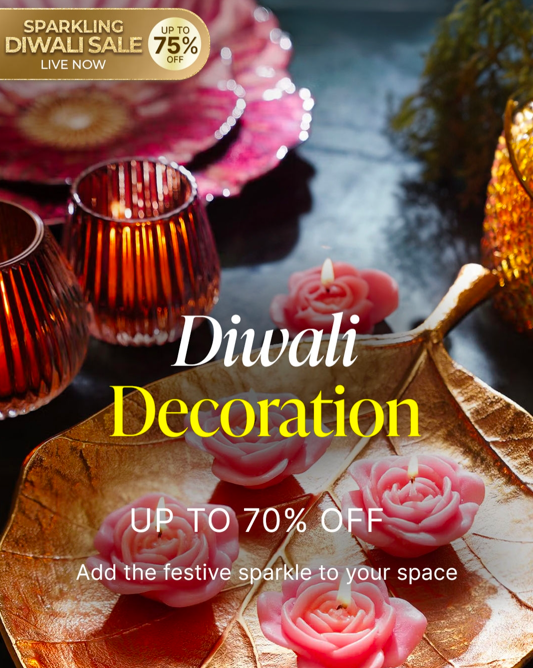 SPARKLING
DIWALI SALE
LIVE NOW
UP TO
75%
OFF
Diwali
Decoration
UP TO 70% OFF
Add the festive sparkle to your space